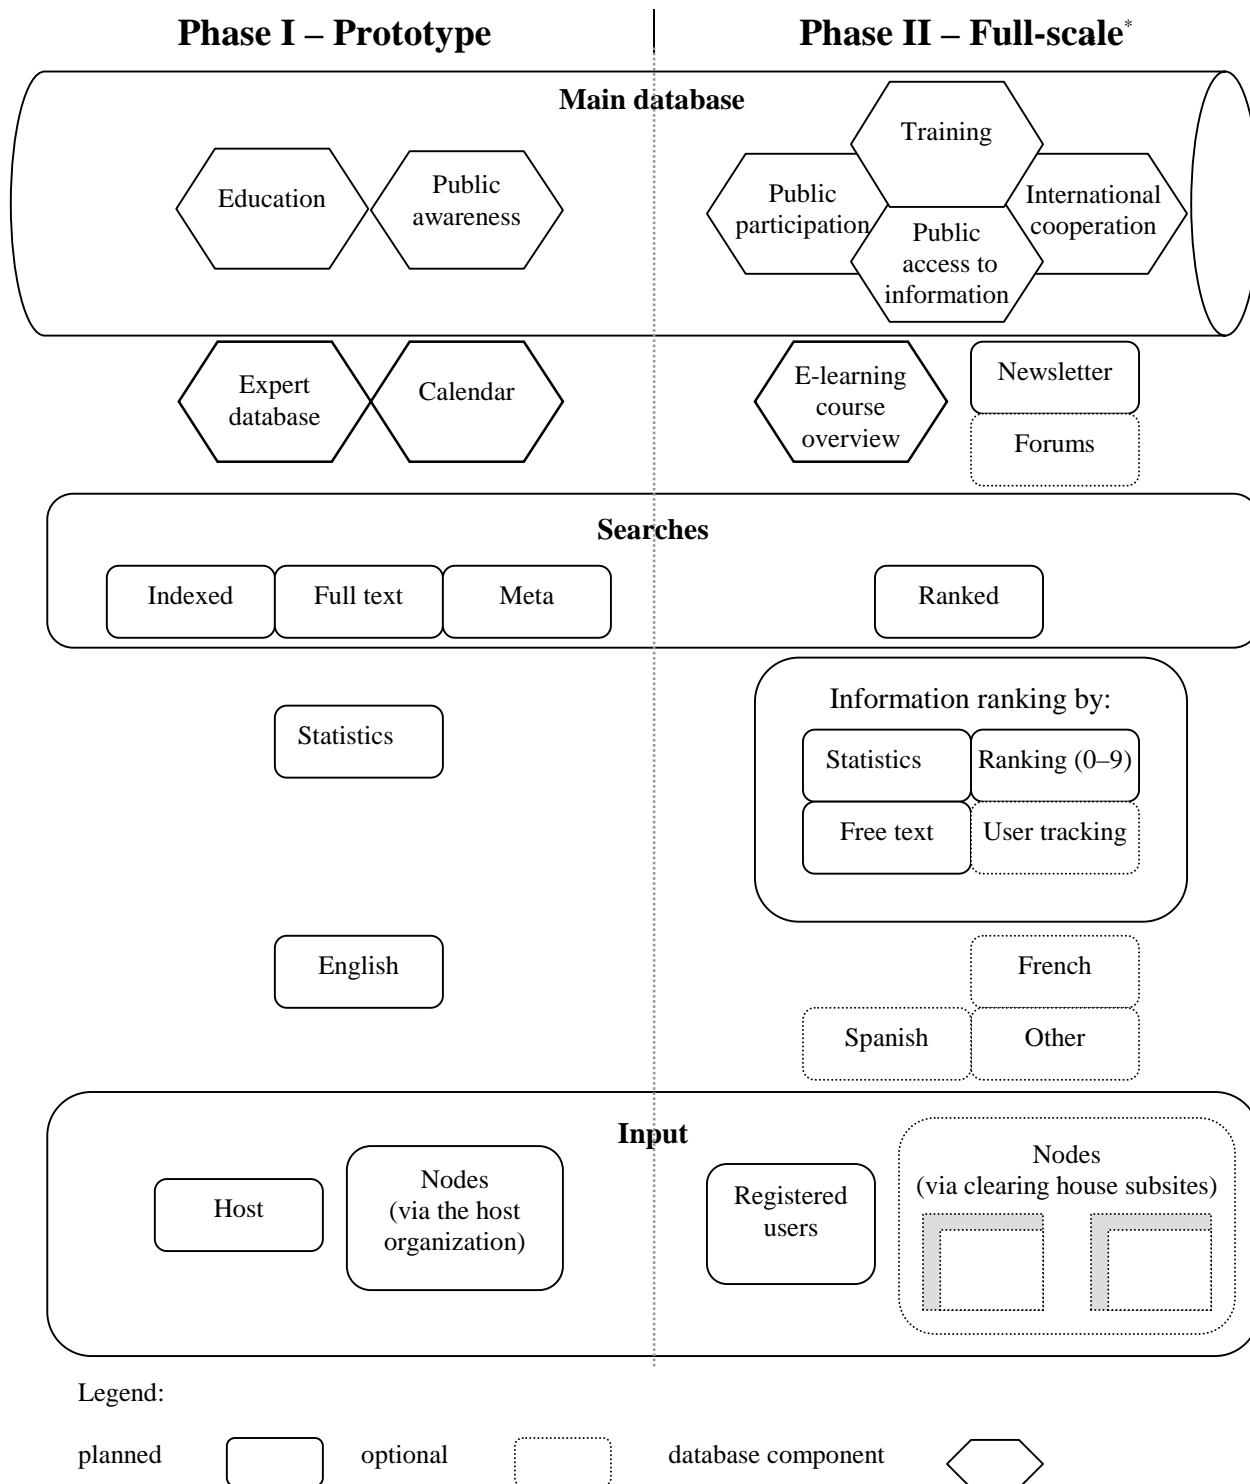 Phase I – Prototype
Phase II – Full-scale*
Main database
Education
Public
awareness
Training
Public
participation
International
cooperation
Public
access to
information
Expert
database
Calendar
E-learning
course
overview
Newsletter
Forums
Searches
Indexed
Full text
Meta
Ranked
Statistics
Information ranking by:
Statistics
Ranking (0–9)
Free text
User tracking
English
French
Spanish
Other
Input
Host
Nodes
(via the host
organization)
Registered
users
Nodes
(via clearing house subsites)
Legend:
planned
optional
database component